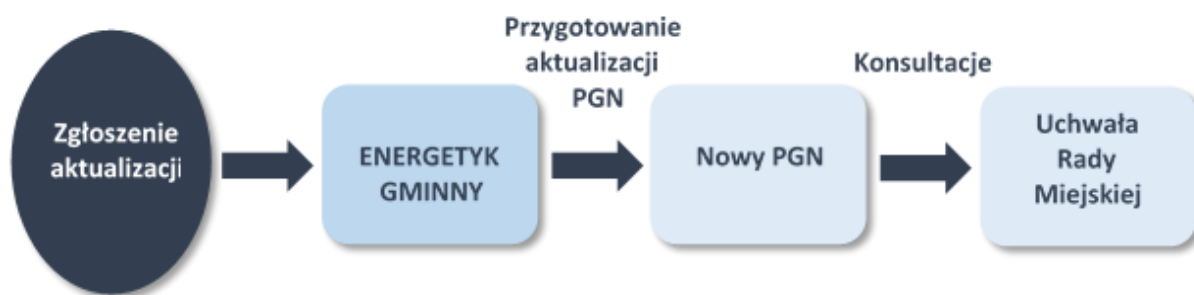 Zgłoszenie
aktualizacji
ENERGETYK
GMINNY
Przygotowanie
aktualizacji
PGN
Nowy PGN
Konsultacje
Uchwała
Rady
Miejskiej